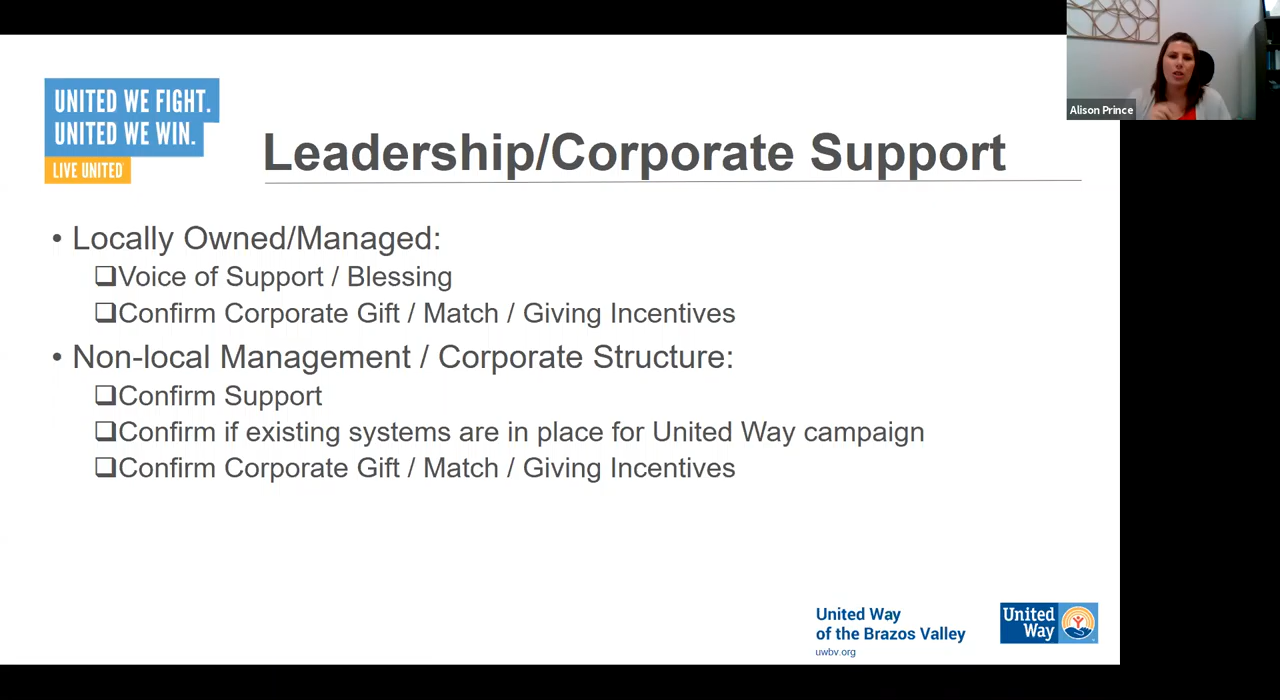 Alison Prince
UNITED WE FIGHT.
UNITED WE WIN.
LIVE UNITED
Leadership/Corporate Support
• Locally Owned/Managed:
❑Voice of Support / Blessing
❑Confirm Corporate Gift / Match / Giving Incentives
• Non-local Management / Corporate Structure:
❑Confirm Support
❑Confirm if existing systems are in place for United Way campaign
❑Confirm Corporate Gift / Match / Giving Incentives
United Way
of the Brazos Valley
uwbv.org
United
Way